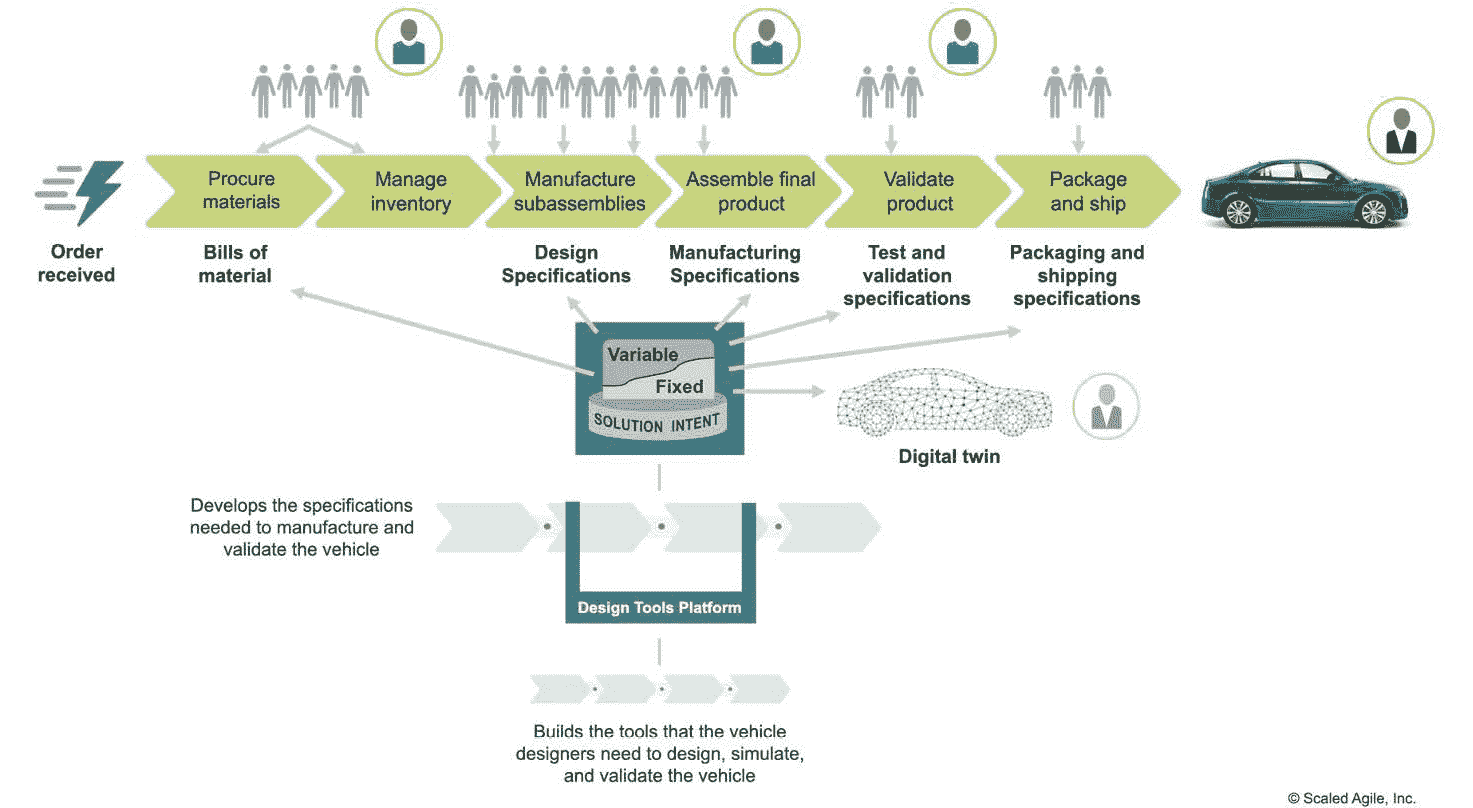 Procure
materials
Manage
inventory
Manufacture
subassemblies
Assemble final
product
Validate
product
Package
and ship
Order
received
Bills of
material
Design
Specifications
Manufacturing
Specifications
Test and
validation
specifications
Packaging and
shipping
specifications
Variable
Fixed
SOLUTION INTENT
Digital twin
Develops the specifications
needed to manufacture and
validate the vehicle
Design Tools Platform
Builds the tools that the vehicle
designers need to design, simulate,
and validate the vehicle
© Scaled Agile, Inc.